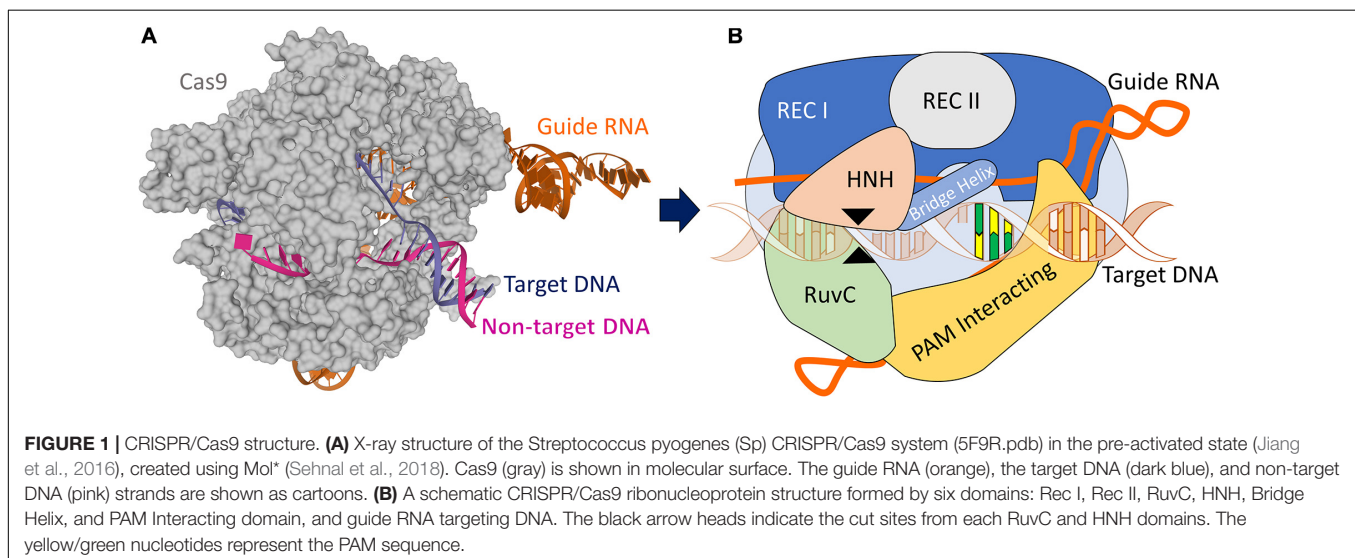 A
Cas9
Guide RNA
Target DNA
Non-target DNA
B
REC I
REC II
Guide RNA
HNH
Bridge Helix
Target DNA
RuvC
PAM Interacting
FIGURE 1 | CRISPR/Cas9 structure. (A) X-ray structure of the Streptococcus pyogenes (Sp) CRISPR/Cas9 system (5F9R.pdb) in the pre-activated state (Jiang
et al., 2016), created using Mol* (Sehnal et al., 2018). Cas9 (gray) is shown in molecular surface. The guide RNA (orange), the target DNA (dark blue), and non-target
DNA (pink) strands are shown as cartoons. (B) A schematic CRISPR/Cas9 ribonucleoprotein structure formed by six domains: Rec I, Rec II, RuvC, HNH, Bridge
Helix, and PAM Interacting domain, and guide RNA targeting DNA. The black arrow heads indicate the cut sites from each RuvC and HNH domains. The
yellow/green nucleotides represent the PAM sequence.